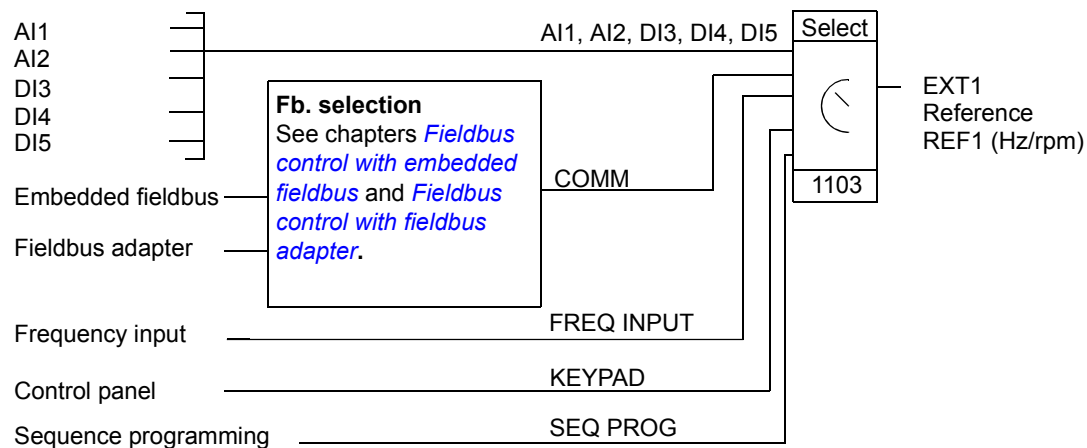 AI1
AI2
DI3
DI4
DI5
AI1, AI2, DI3, DI4, DI5
Select
EXT1
Reference
REF1 (Hz/rpm)
1103
Fb. selection
See chapters Fieldbus
control with embedded
fieldbus and Fieldbus
control with fieldbus
adapter.
Embedded fieldbus
Fieldbus adapter
COMM
Frequency input
FREQ INPUT
Control panel
KEYPAD
Sequence programming
SEQ PROG